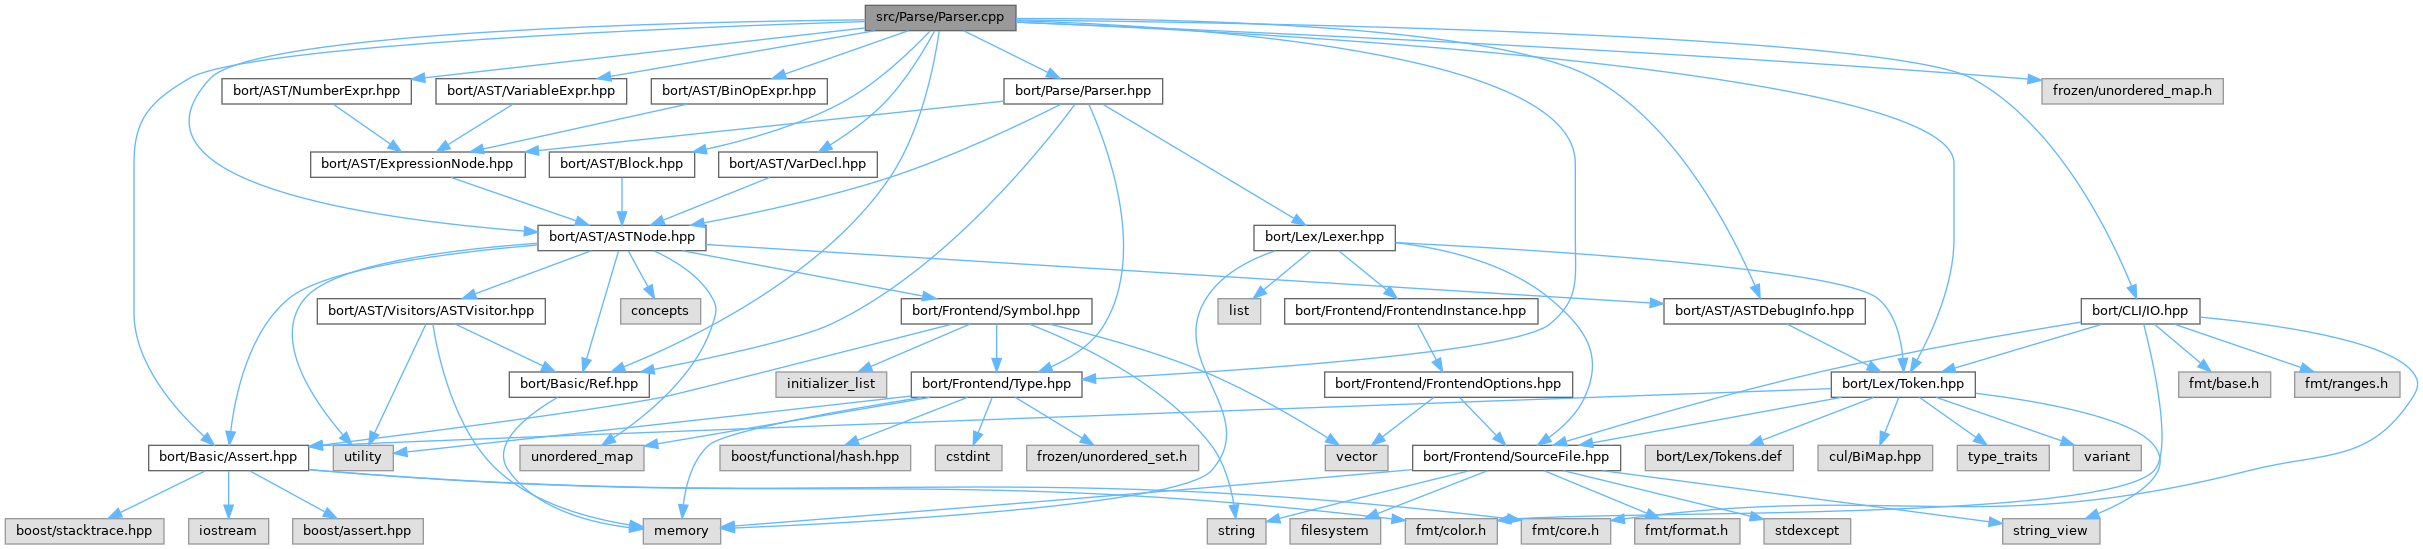 src/Parse/Parser.cpp
bort/AST/NumberExpr.hpp
bort/AST/VariableExpr.hpp
bort/AST/BinOpExpr.hpp
bort/Parse/Parser.hpp
frozen/unordered_map.h
bort/AST/ExpressionNode.hpp
bort/AST/Block.hpp
bort/AST/VarDecl.hpp
bort/AST/ASTNode.hpp
bort/Lex/Lexer.hpp
bort/AST/Visitors/ASTVisitor.hpp
concepts
bort/Frontend/Symbol.hpp
list
bort/Frontend/FrontendInstance.hpp
bort/AST/ASTDebugInfo.hpp
bort/CLI/IO.hpp
bort/Basic/Ref.hpp
initializer_list
bort/Frontend/Type.hpp
bort/Frontend/FrontendOptions.hpp
bort/Lex/Token.hpp
fmt/base.h
fmt/ranges.h
bort/Basic/Assert.hpp
utility
unordered_map
boost/functional/hash.hpp
cstdint
frozen/unordered_set.h
vector
bort/Frontend/SourceFile.hpp
bort/Lex/Tokens.def
cul/BiMap.hpp
type_traits
variant
boost/stacktrace.hpp
iostream
boost/assert.hpp
memory
fmt/color.h
string
filesystem
fmt/core.h
fmt/format.h
stdexcept
string_view